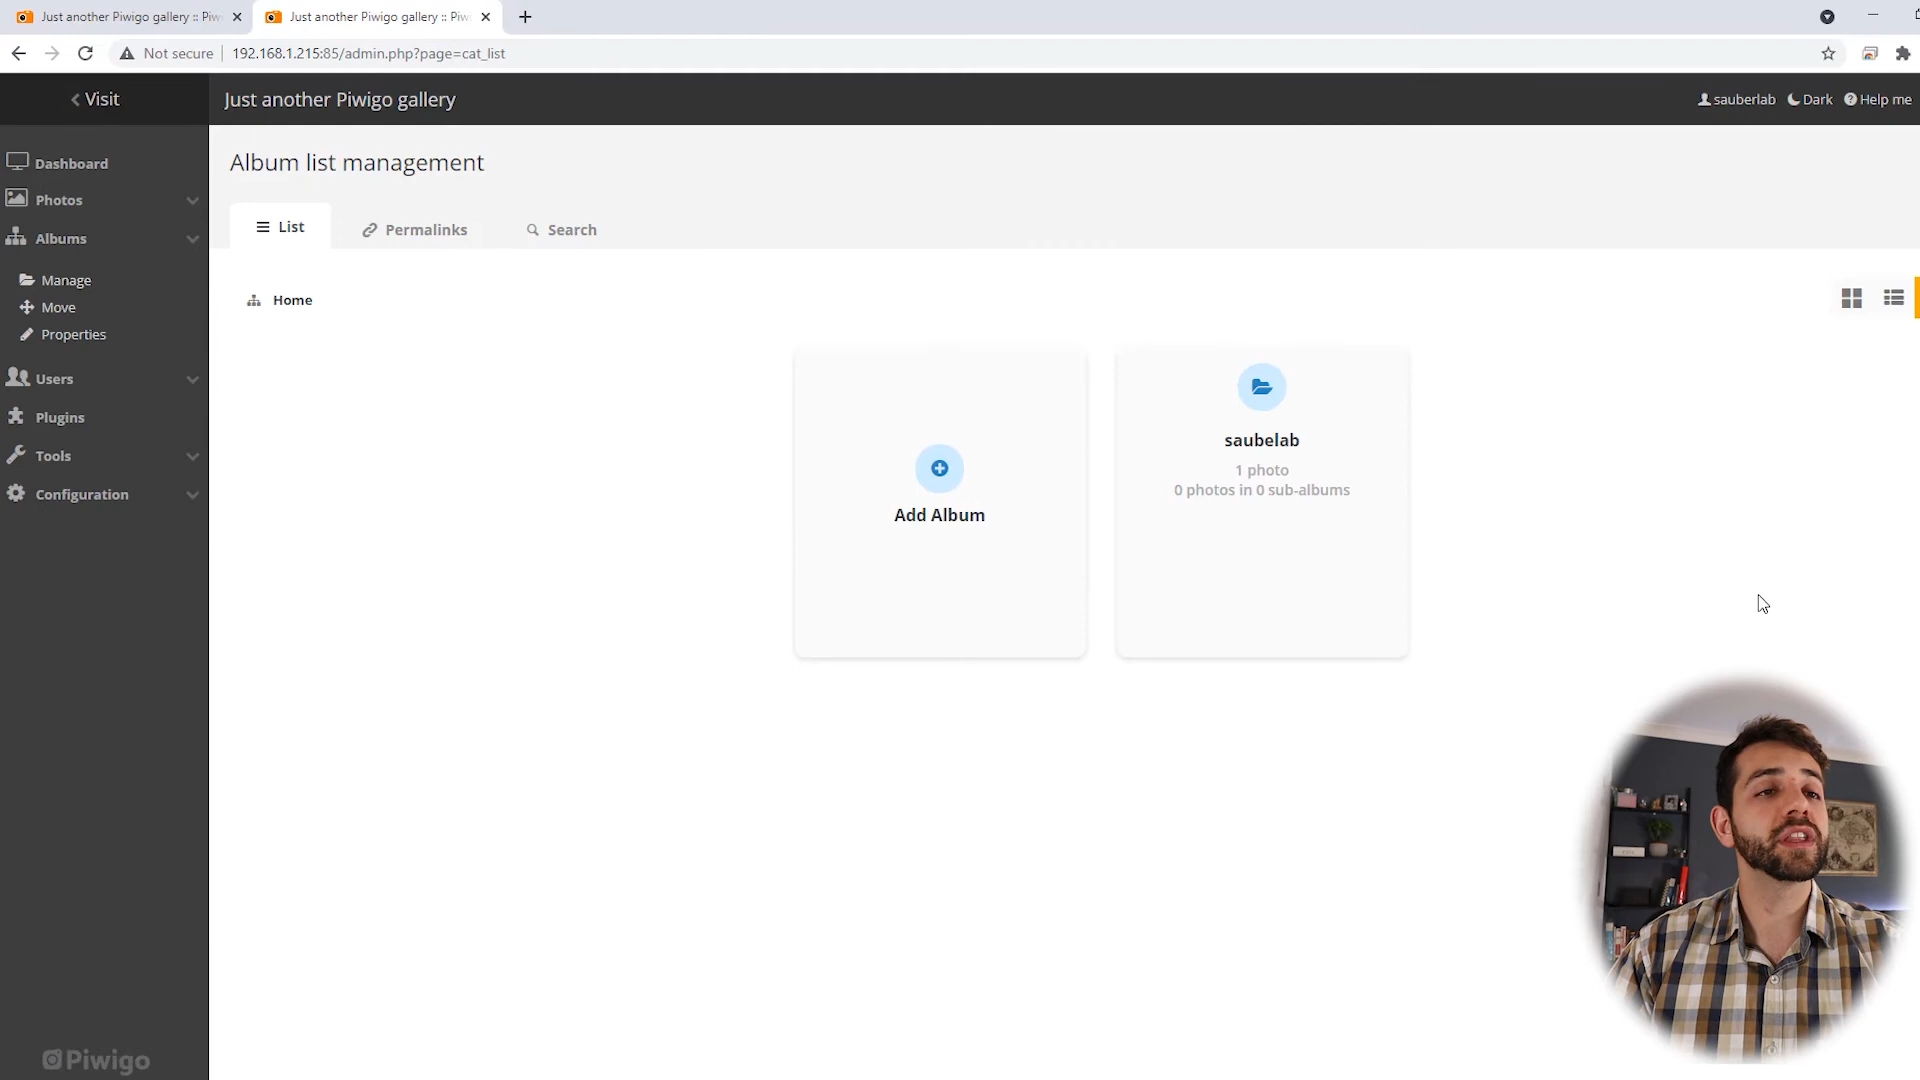 Just another Piwigo gallery :: Piw
Just another Piwigo gallery :: Piw
Not secure
192.168.1.215:85/admin.php?page=cat_list
Visit
Just another Piwigo gallery
sauberlab
Dark
Help me
Dashboard
Photos
Albums
Manage
Move
Properties
Users
Plugins
Tools
Configuration
Piwigo
Album list management
List
Permalinks
Search
Home
Add Album
saubelab
1 photo
0 photos in 0 sub-albums